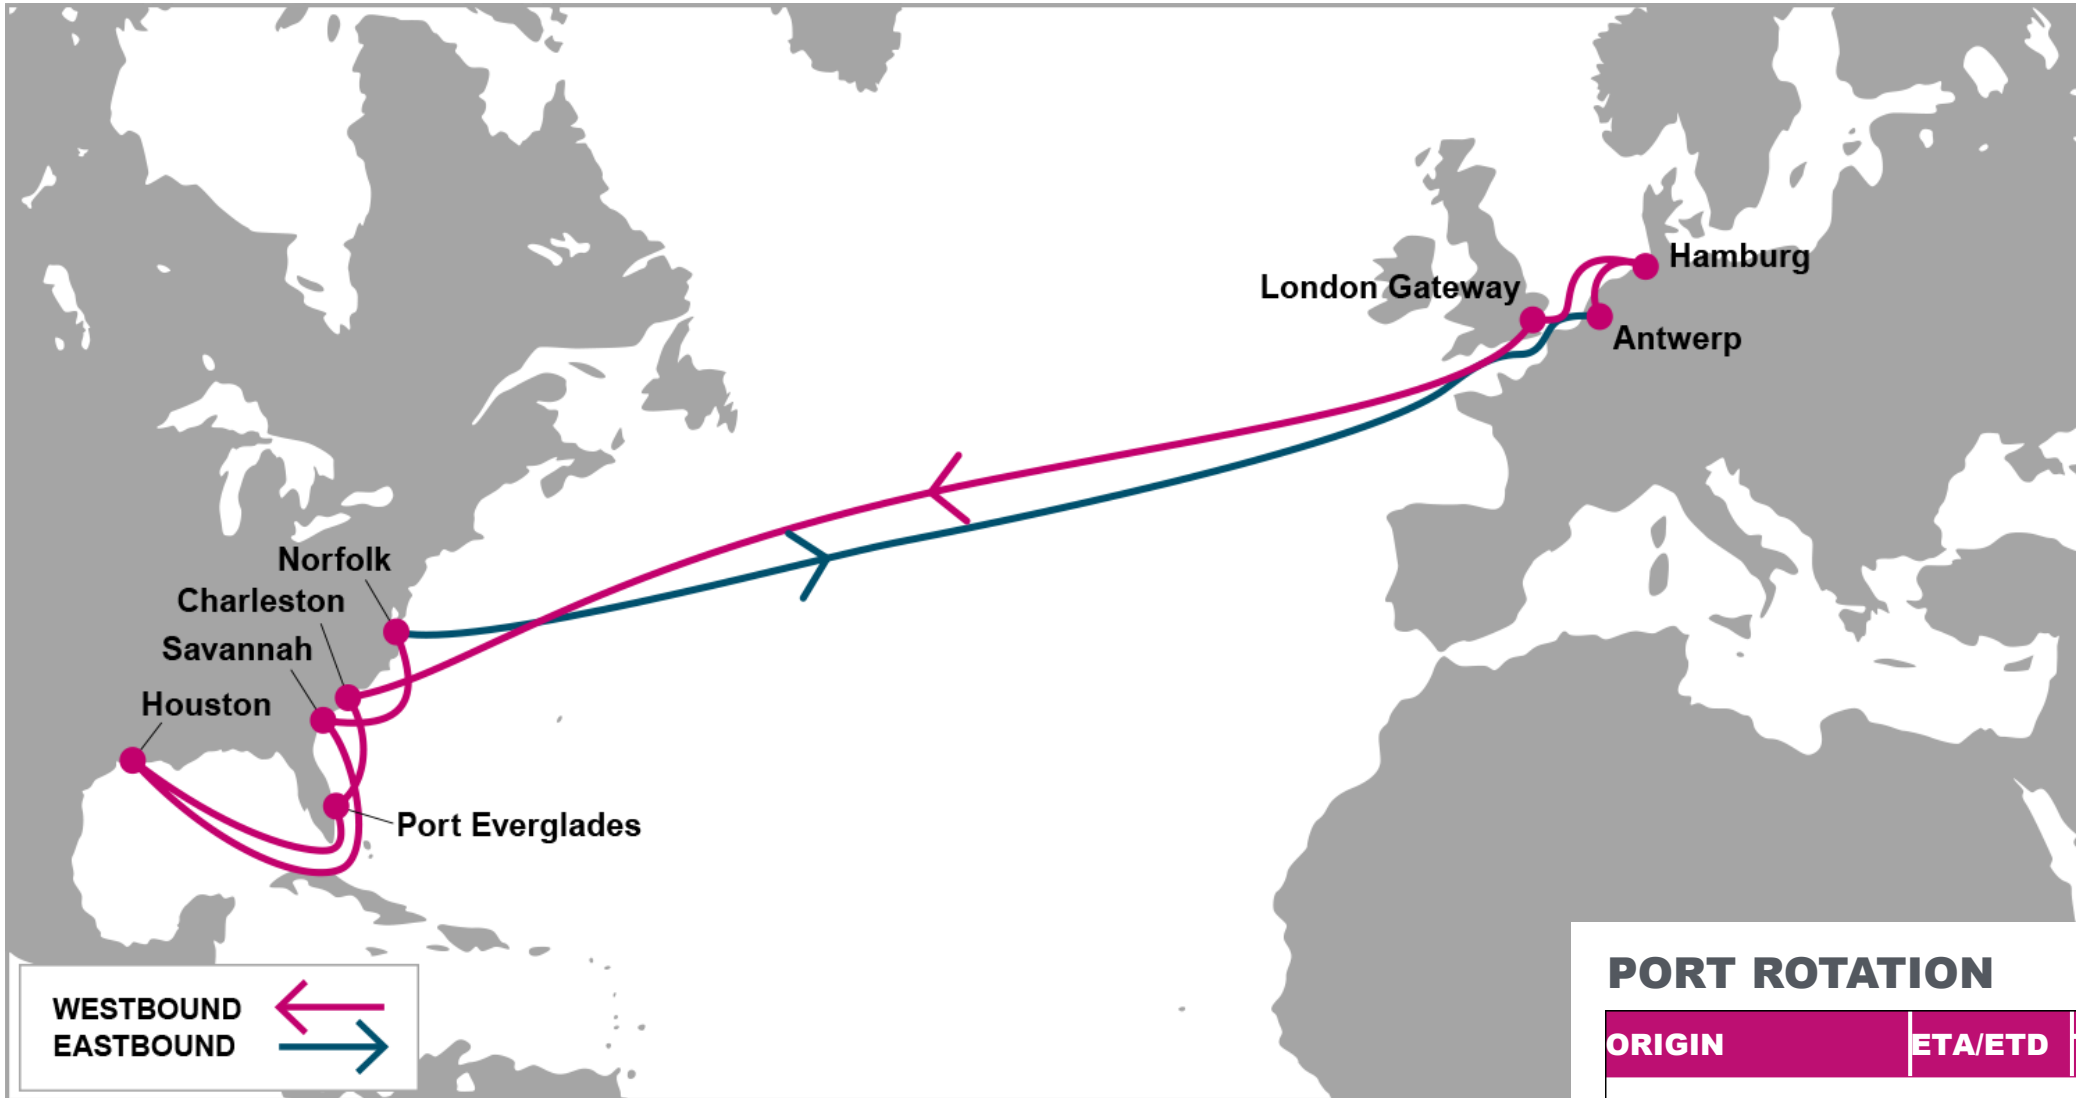 Hamburg
London Gateway
Antwerp
Norfolk
Charleston
Savannah
Houston
Port Everglades
WESTBOUND
EASTBOUND
PORT ROTATION
ORIGIN ETA/ETD